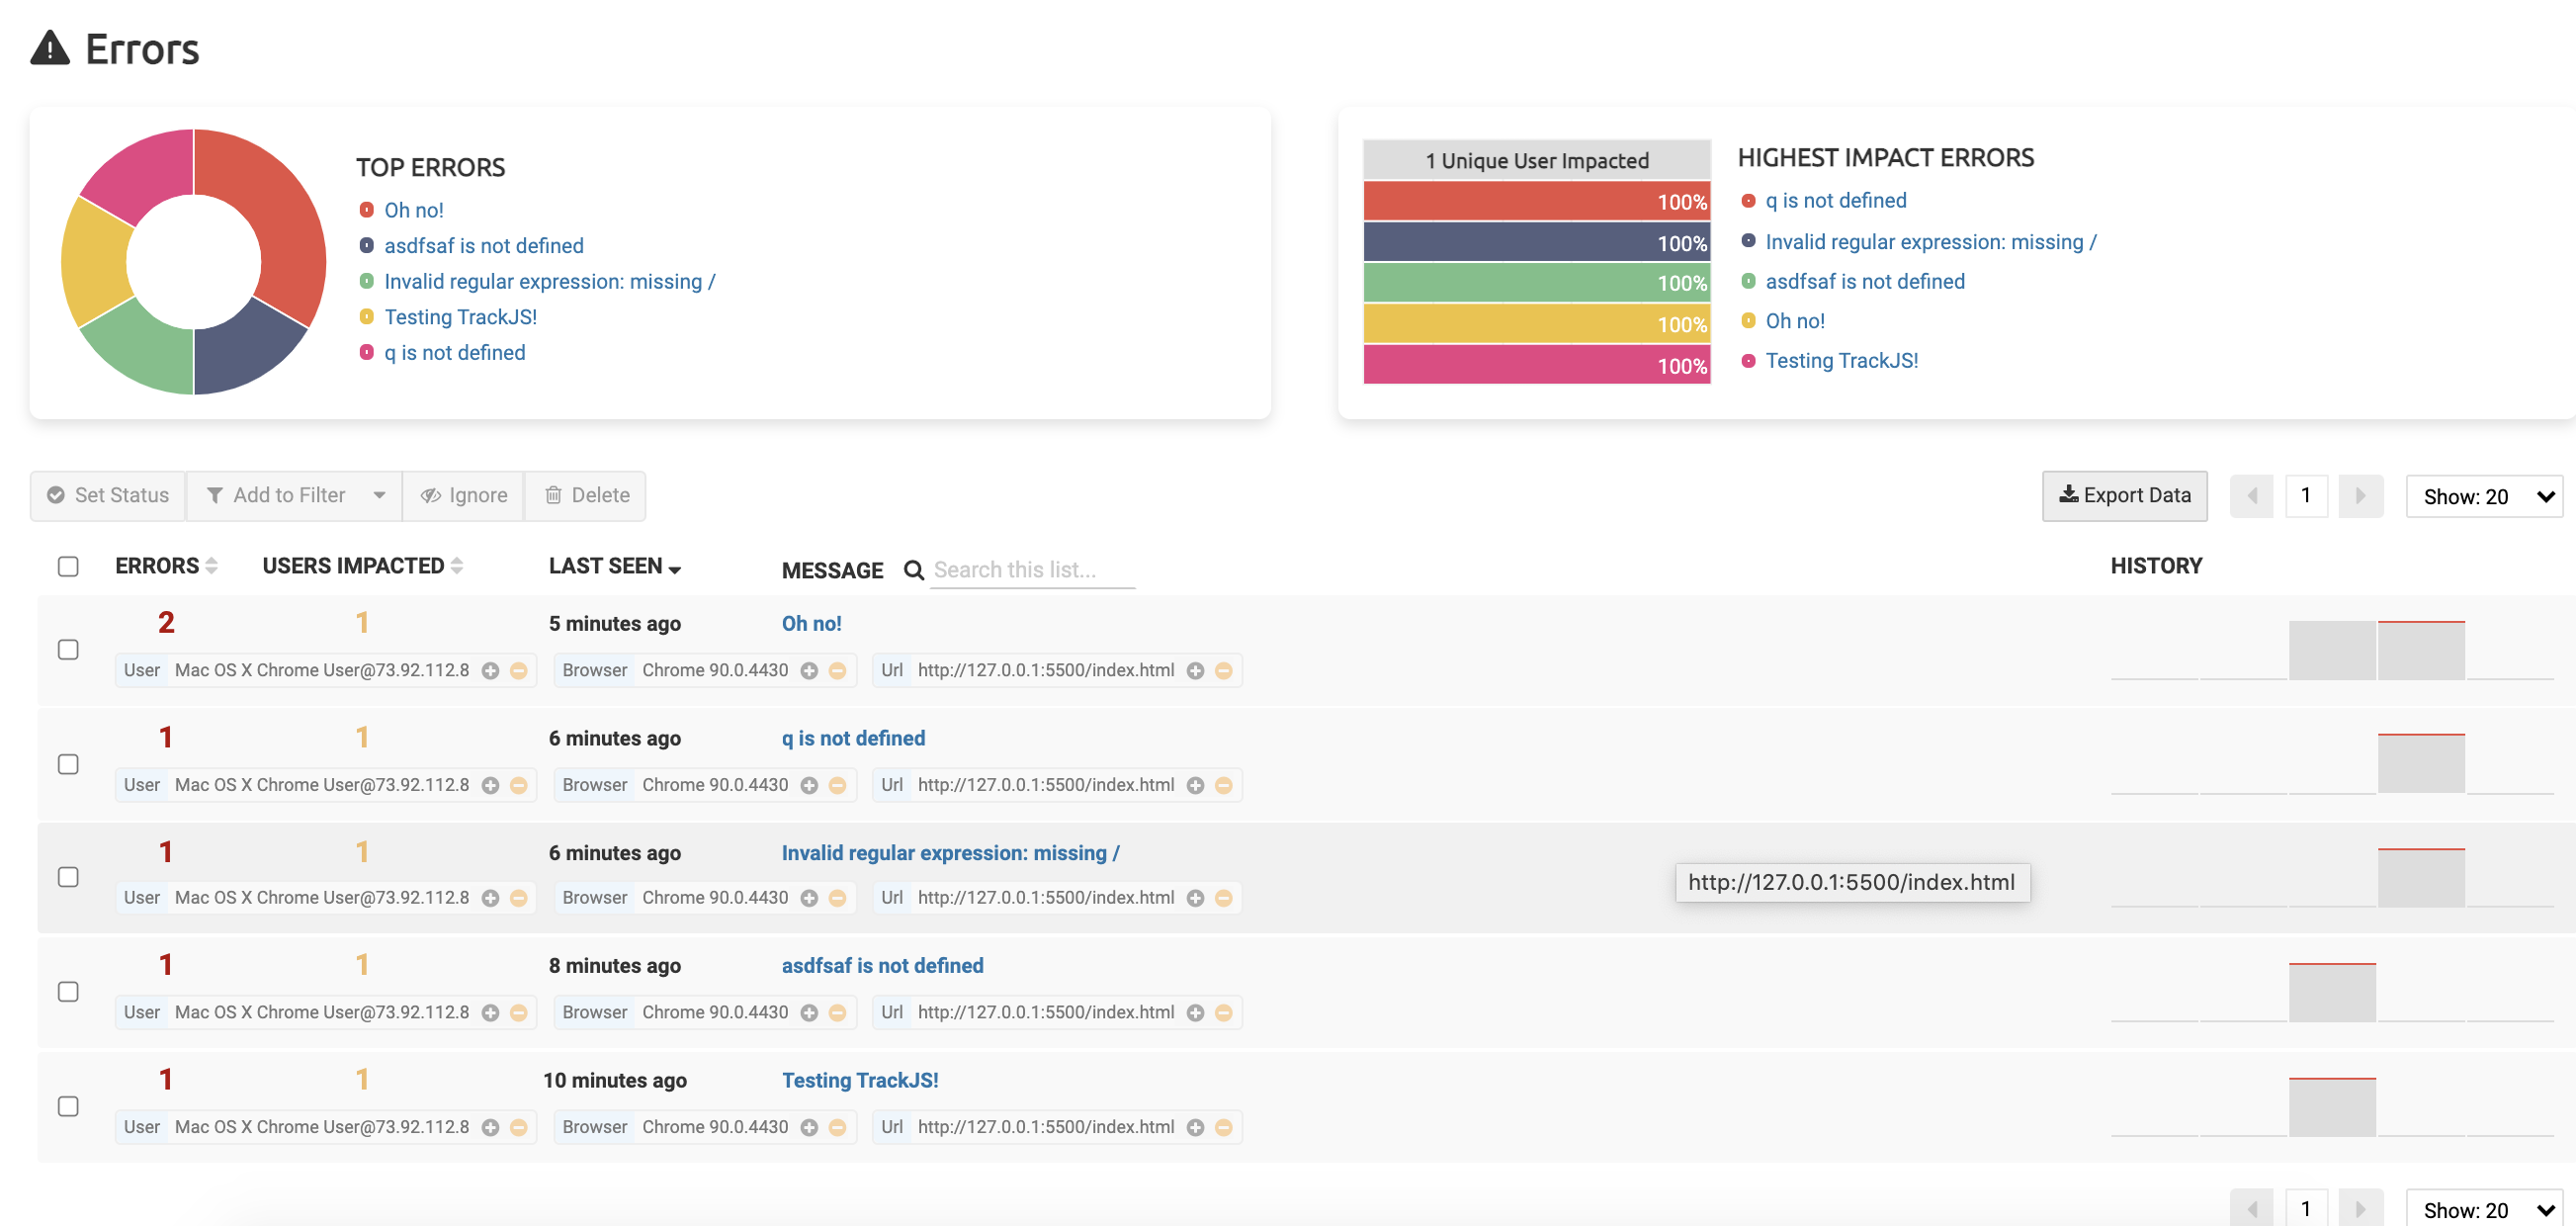 Errors
TOP ERRORS
Oh no!
asdfsaf is not defined
Invalid regular expression: missing /
Testing TrackJS!
q is not defined
1 Unique User Impacted
100%
100%
100%
100%
100%
HIGHEST IMPACT ERRORS
q is not defined
Invalid regular expression: missing /
asdfsaf is not defined
Oh no!
Testing TrackJS!
Set Status Add to Filter Ignore Delete Export Data 1 Show: 20
ERRORS USERS IMPACTED LAST SEEN MESSAGE Search this list... HISTORY
2 1 5 minutes ago Oh no!
User Mac OS X Chrome User@73.92.112.8 Browser Chrome 90.0.4430 Url http://127.0.0.1:5500/index.html
1 1 6 minutes ago q is not defined
User Mac OS X Chrome User@73.92.112.8 Browser Chrome 90.0.4430 Url http://127.0.0.1:5500/index.html
1 1 6 minutes ago Invalid regular expression: missing /
http://127.0.0.1:5500/index.html
User Mac OS X Chrome User@73.92.112.8 Browser Chrome 90.0.4430 Url http://127.0.0.1:5500/index.html
1 1 8 minutes ago asdfsaf is not defined
User Mac OS X Chrome User@73.92.112.8 Browser Chrome 90.0.4430 Url http://127.0.0.1:5500/index.html
1 1 10 minutes ago Testing TrackJS!
User Mac OS X Chrome User@73.92.112.8 Browser Chrome 90.0.4430 Url http://127.0.0.1:5500/index.html
1 Show: 20